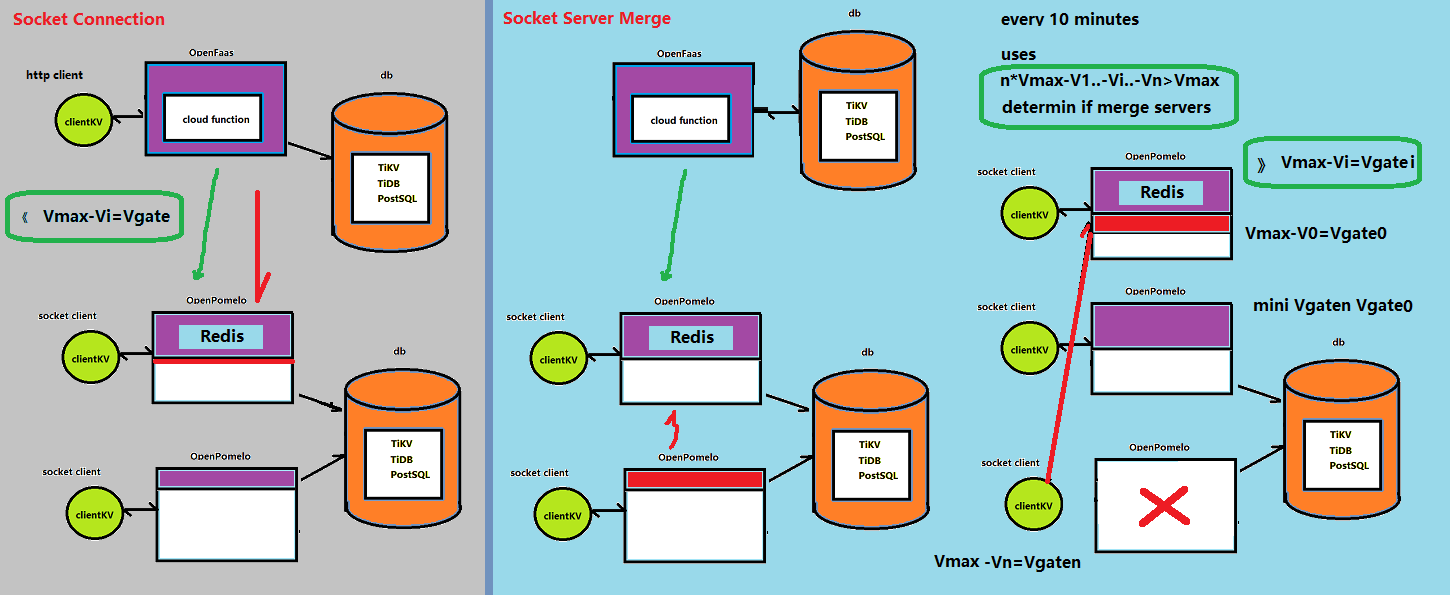 Socket Connection
OpenFaas
http client
db
clientKV
cloud function
TiKV
TiDB
PostSQL
《 Vmax-Vi=Vgate
OpenPomelo
socket client
Redis
clientKV
db
TiKV
TiDB
PostSQL
OpenPomelo
socket client
clientKV
Socket Server Merge
OpenFaas
db
cloud function
TiKV
TiDB
PostSQL
OpenPomelo
socket client
Redis
clientKV
db
TiKV
TiDB
PostSQL
OpenPomelo
socket client
clientKV
every 10 minutes
uses
n*Vmax-V1..-Vi..-Vn>Vmax
determin if merge servers
》 Vmax-Vi=Vgate i
OpenPomelo
socket client
Redis
clientKV
Vmax-V0=Vgate0
OpenPomelo
socket client
mini Vgaten Vgate0
clientKV
db
TiKV
TiDB
PostSQL
OpenPomelo
socket client
clientKV
Vmax -Vn=Vgaten